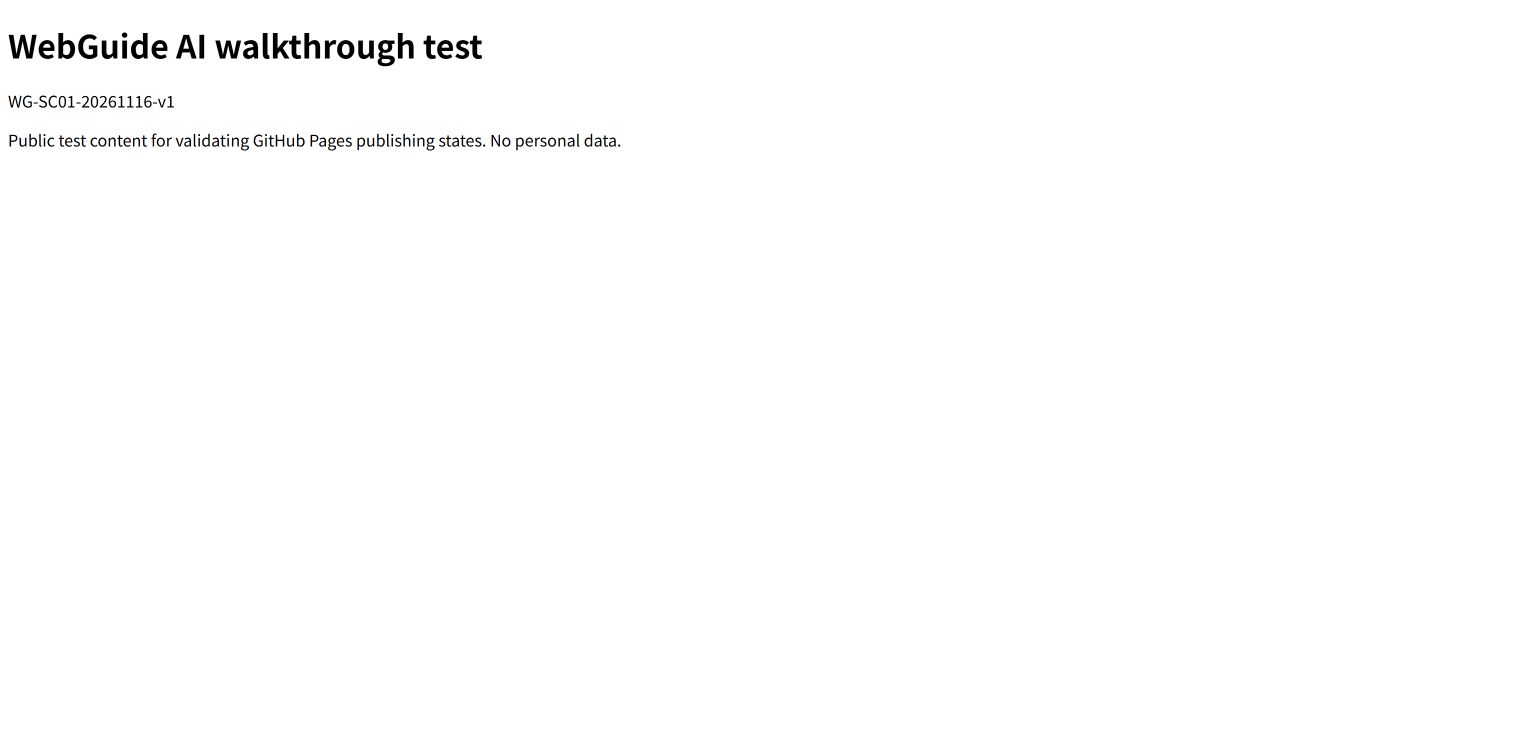 WebGuide AI walkthrough test
WG-SC01-20261116-v1
Public test content for validating GitHub Pages publishing states. No personal data.